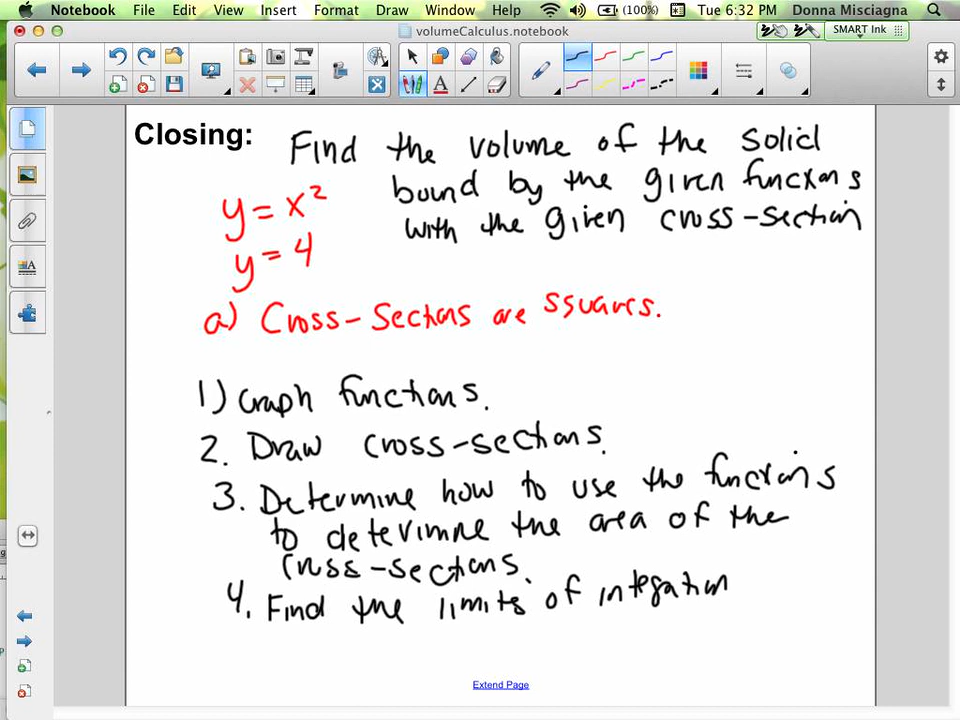 Notebook File Edit View Insert Format Draw Window Help (100%) Tue 6:32 PM Donna Misciagna
volumeCalculus.notebook
SMART Ink
Closing: Find the volume of the solid
bound by the given functions
with the given cross-section
y = x²
y = 4
a) Cross-Sections are squares.
1) Graph functions.
2. Draw cross-sections.
3. Determine how to use the functions
to determine the area of the
cross-sections.
4. Find the limits of integration
Extend Page